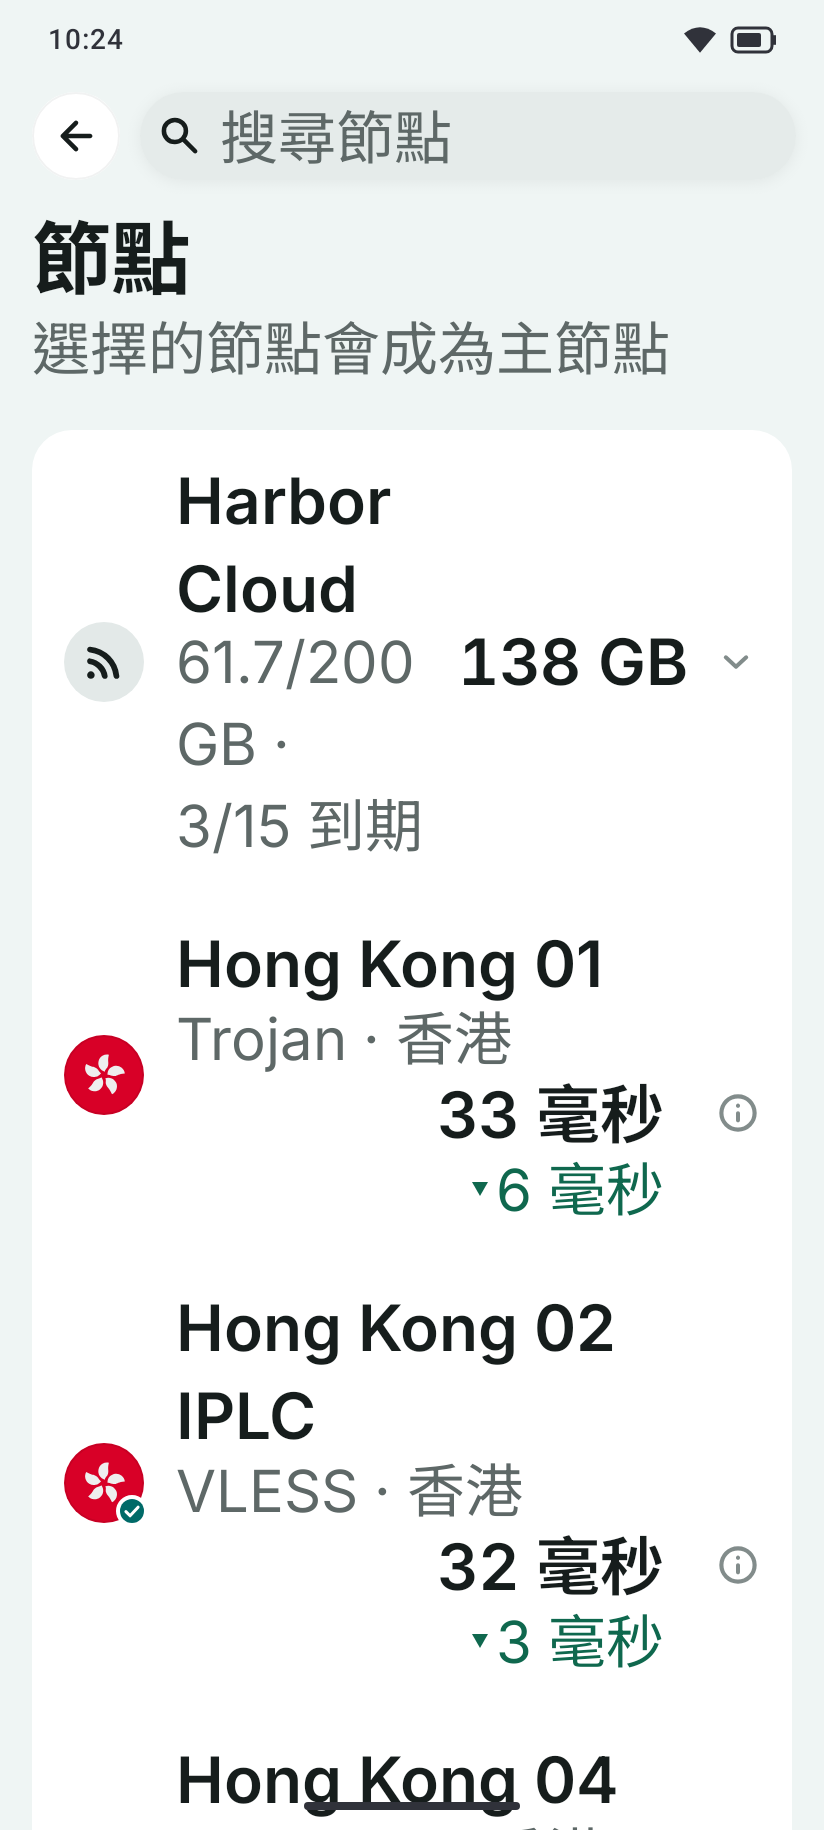 10:24
搜尋節點
節點
選擇的節點會成為主節點
Harbor
Cloud
61.7/200
GB ·
3/15 到期
138 GB
Hong Kong 01
Trojan · 香港
33 毫秒
▼6 毫秒
Hong Kong 02
IPLC
VLESS · 香港
32 毫秒
▼3 毫秒
Hong Kong 04